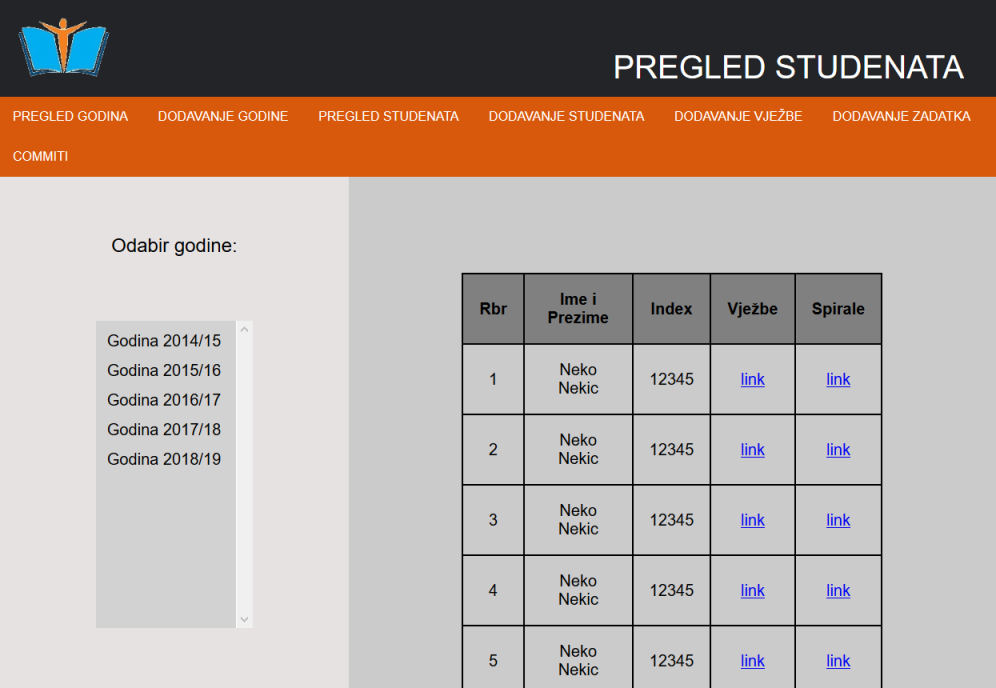 PREGLED STUDENATA
PREGLED GODINA DODAVANJE GODINE PREGLED STUDENATA DODAVANJE STUDENATA DODAVANJE VJEŽBE DODAVANJE ZADATKA
COMMITI
Odabir godine:
Godina 2014/15
Godina 2015/16
Godina 2016/17
Godina 2017/18
Godina 2018/19
Rbr Ime i Prezime Index Vježbe Spirale
1 Neko Nekic 12345 link link
2 Neko Nekic 12345 link link
3 Neko Nekic 12345 link link
4 Neko Nekic 12345 link link
5 Neko Nekic 12345 link link